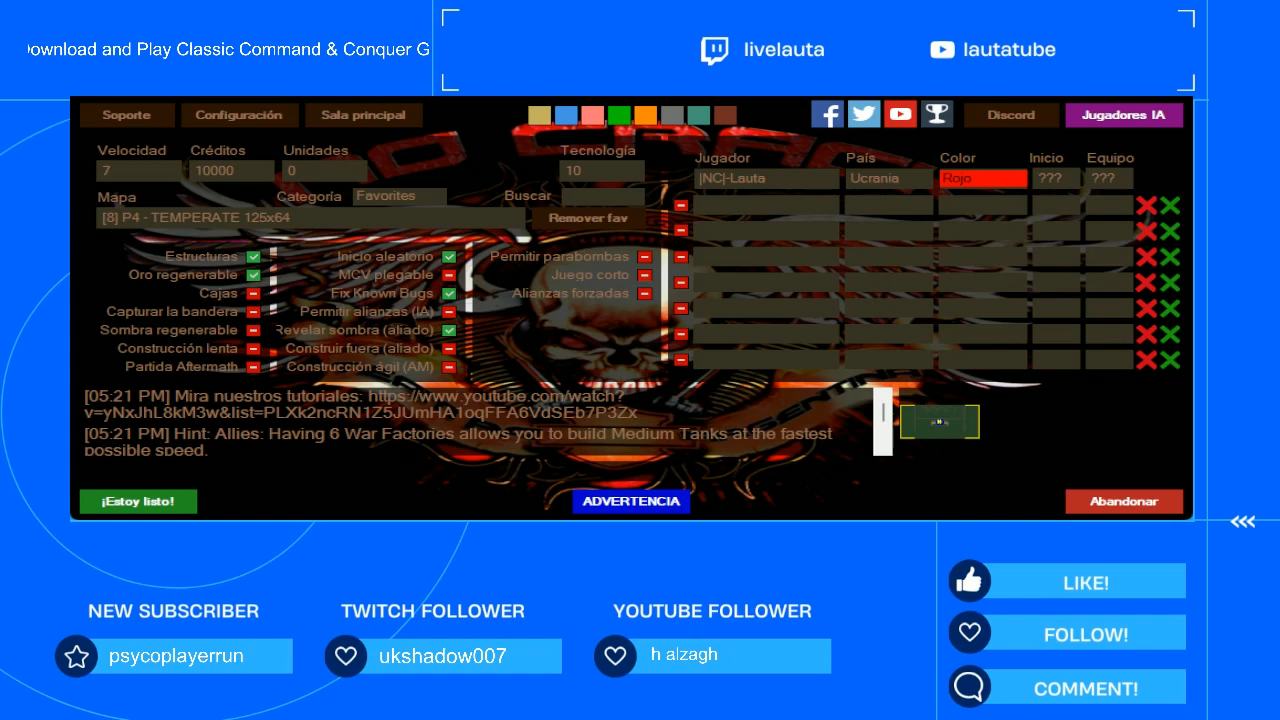 Download and Play Classic Command & Conquer G
livelauta
lautatube
Soporte
Configuración
Sala principal
Discord
Jugadores IA
Velocidad
Créditos
Unidades
Tecnología
7
10000
0
10
Mapa
Categoría
Favorites
Buscar
[8] P4 - TEMPERATE 125x64
Remover fav
Jugador
País
Color
Inicio
Equipo
|NC|-Lauta
Ucrania
Rojo
???
???
Estructuras
Inicio aleatorio
Permitir parabombas
Oro regenerable
MCV plegable
Juego corto
Cajas
Fix Known Bugs
Alianzas forzadas
Capturar la bandera
Permitir alianzas (IA)
Sombra regenerable
Revelar sombra (aliado)
Construcción lenta
Construir fuera (aliado)
Partida Aftermath
Construcción ágil (AM)
[05:21 PM] Mira nuestros tutoriales: https://www.youtube.com/watch?
v=yNxJhL8kM3w&list=PLXk2ncRN1Z5JUmHA1oqFFA6VdSEb7P3Zx
[05:21 PM] Hint: Allies: Having 6 War Factories allows you to build Medium Tanks at the fastest
possible speed.
¡Estoy listo!
ADVERTENCIA
Abandonar
NEW SUBSCRIBER
TWITCH FOLLOWER
YOUTUBE FOLLOWER
psycoplayerrun
ukshadow007
h alzagh
LIKE!
FOLLOW!
COMMENT!